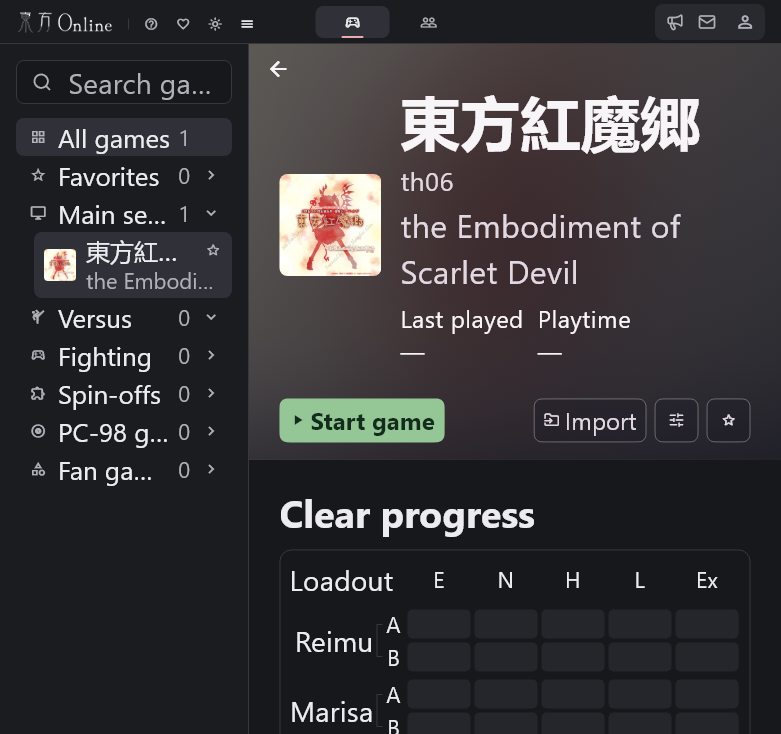 東方 Online
Search ga...
All games 1
Favorites 0
Main se... 1
東方紅...
the Embodi...
Versus 0
Fighting 0
Spin-offs 0
PC-98 g... 0
Fan ga... 0
東方紅魔郷
th06
the Embodiment of
Scarlet Devil
Last played Playtime
— —
Start game
Import
Clear progress
Loadout E N H L Ex
Reimu
A
B
Marisa
A
B